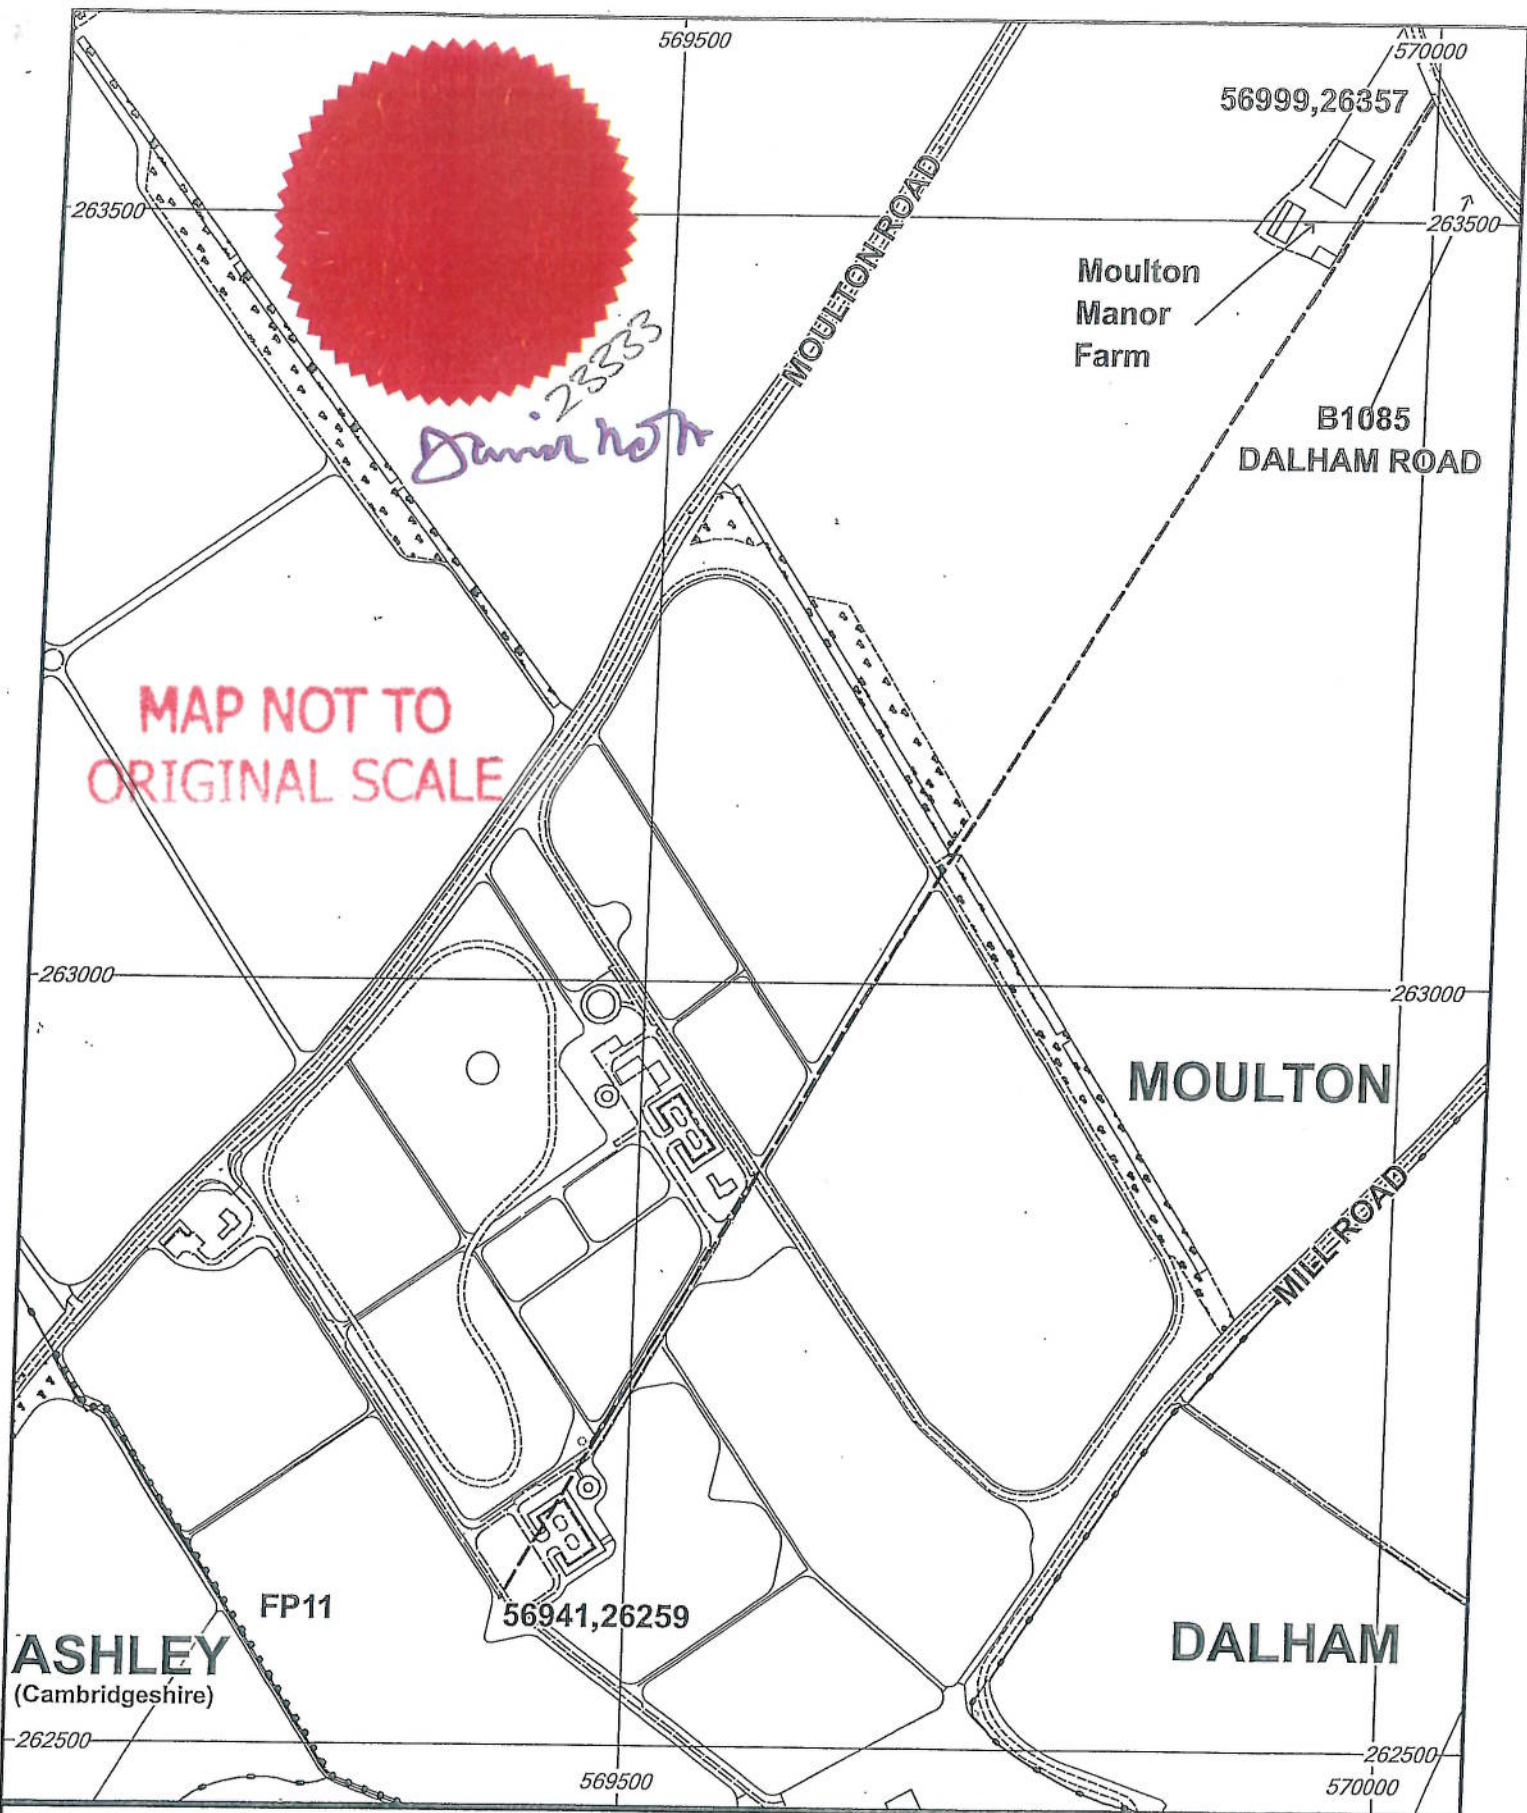 569500
570000
56999,26357
263500
263500
MOULTON ROAD
Moulton
Manor
Farm
23333
B1085
DALHAM ROAD
MAP NOT TO
ORIGINAL SCALE
263000
263000
MOULTON
MILL ROAD
FP11
56941,26259
ASHLEY
(Cambridgeshire)
DALHAM
262500
262500
569500
570000